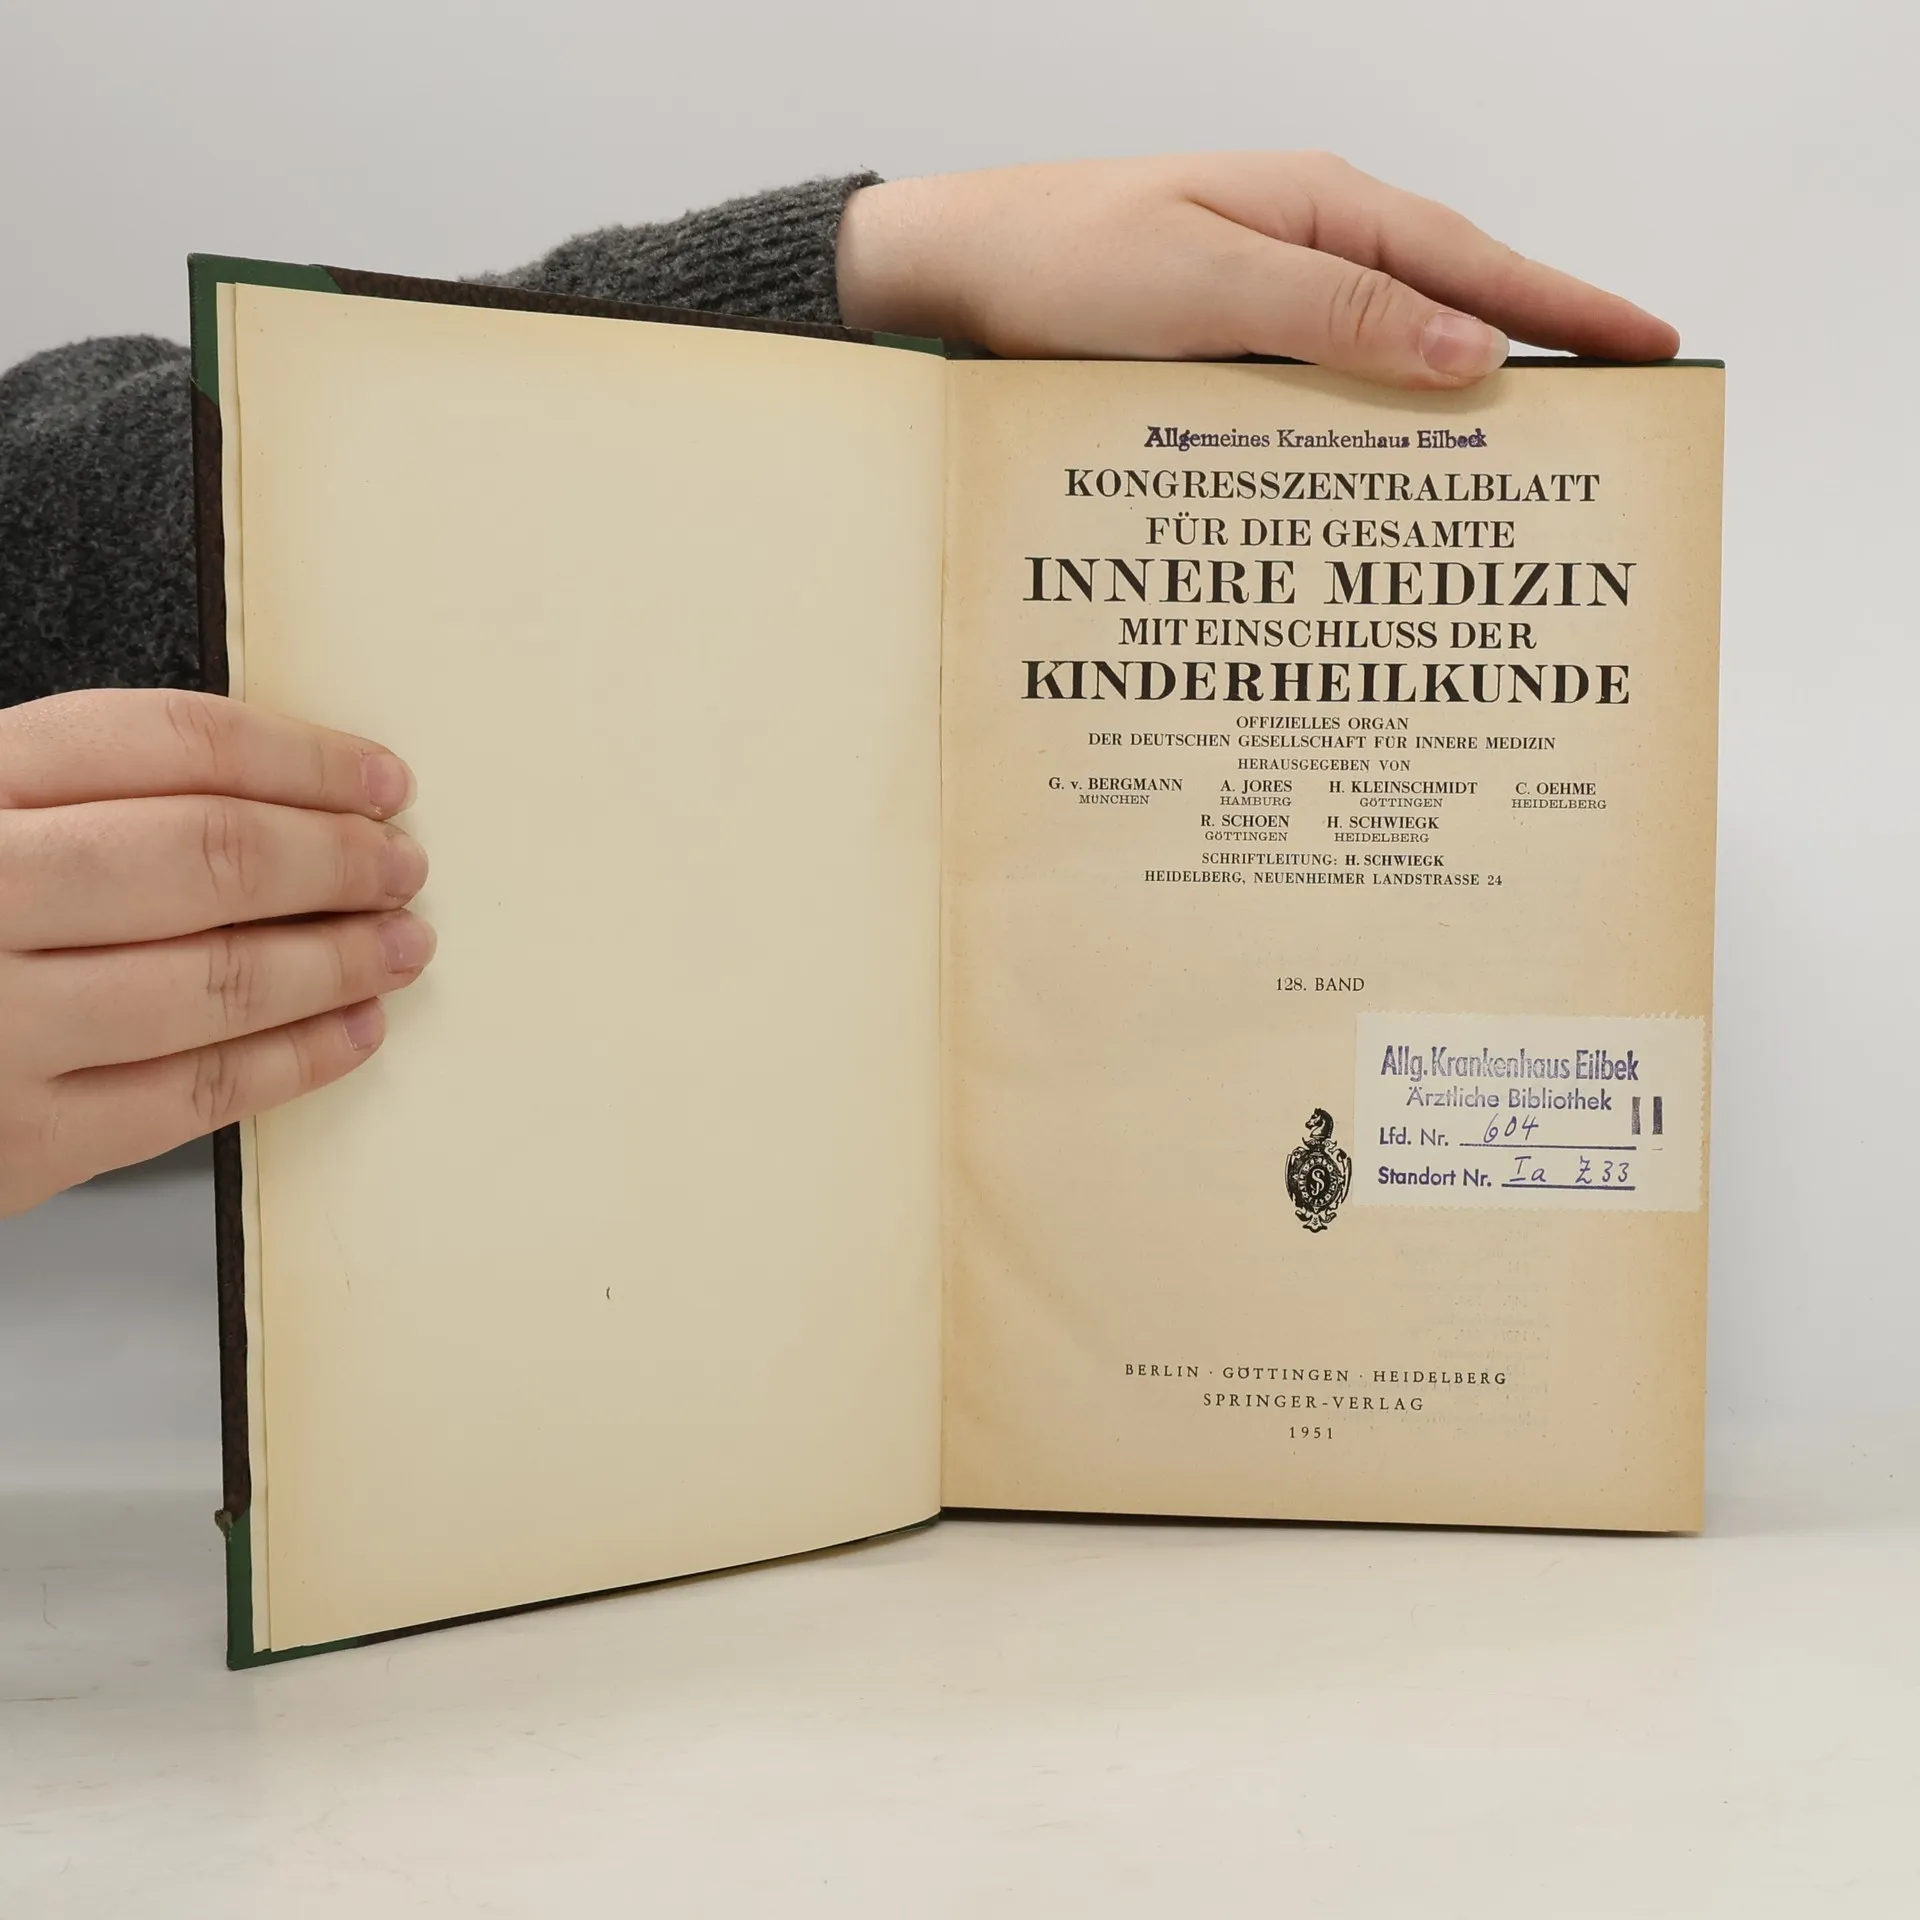 Allgemeines Krankenhaus Eilbeck
KONGRESSZENTRALBLATT
FÜR DIE GESAMTE
INNERE MEDIZIN
MIT EINSCHLUSS DER
KINDERHEILKUNDE
OFFIZIELLES ORGAN
DER DEUTSCHEN GESELLSCHAFT FÜR INNERE MEDIZIN
HERAUSGEGEBEN VON
G. v. BERGMANN A. JORES H. KLEINSCHMIDT C. OEHME
MÜNCHEN HAMBURG GÖTTINGEN HEIDELBERG
R. SCHOEN H. SCHWIEGK
GÖTTINGEN HEIDELBERG
SCHRIFTLEITUNG: H. SCHWIEGK
HEIDELBERG, NEUENHEIMER LANDSTRASSE 24
128. BAND
Allg. Krankenhaus Eilbek
Ärztliche Bibliothek II
Lfd. Nr. 604
Standort Nr. Ia Z 33
BERLIN · GÖTTINGEN · HEIDELBERG
SPRINGER-VERLAG
1951